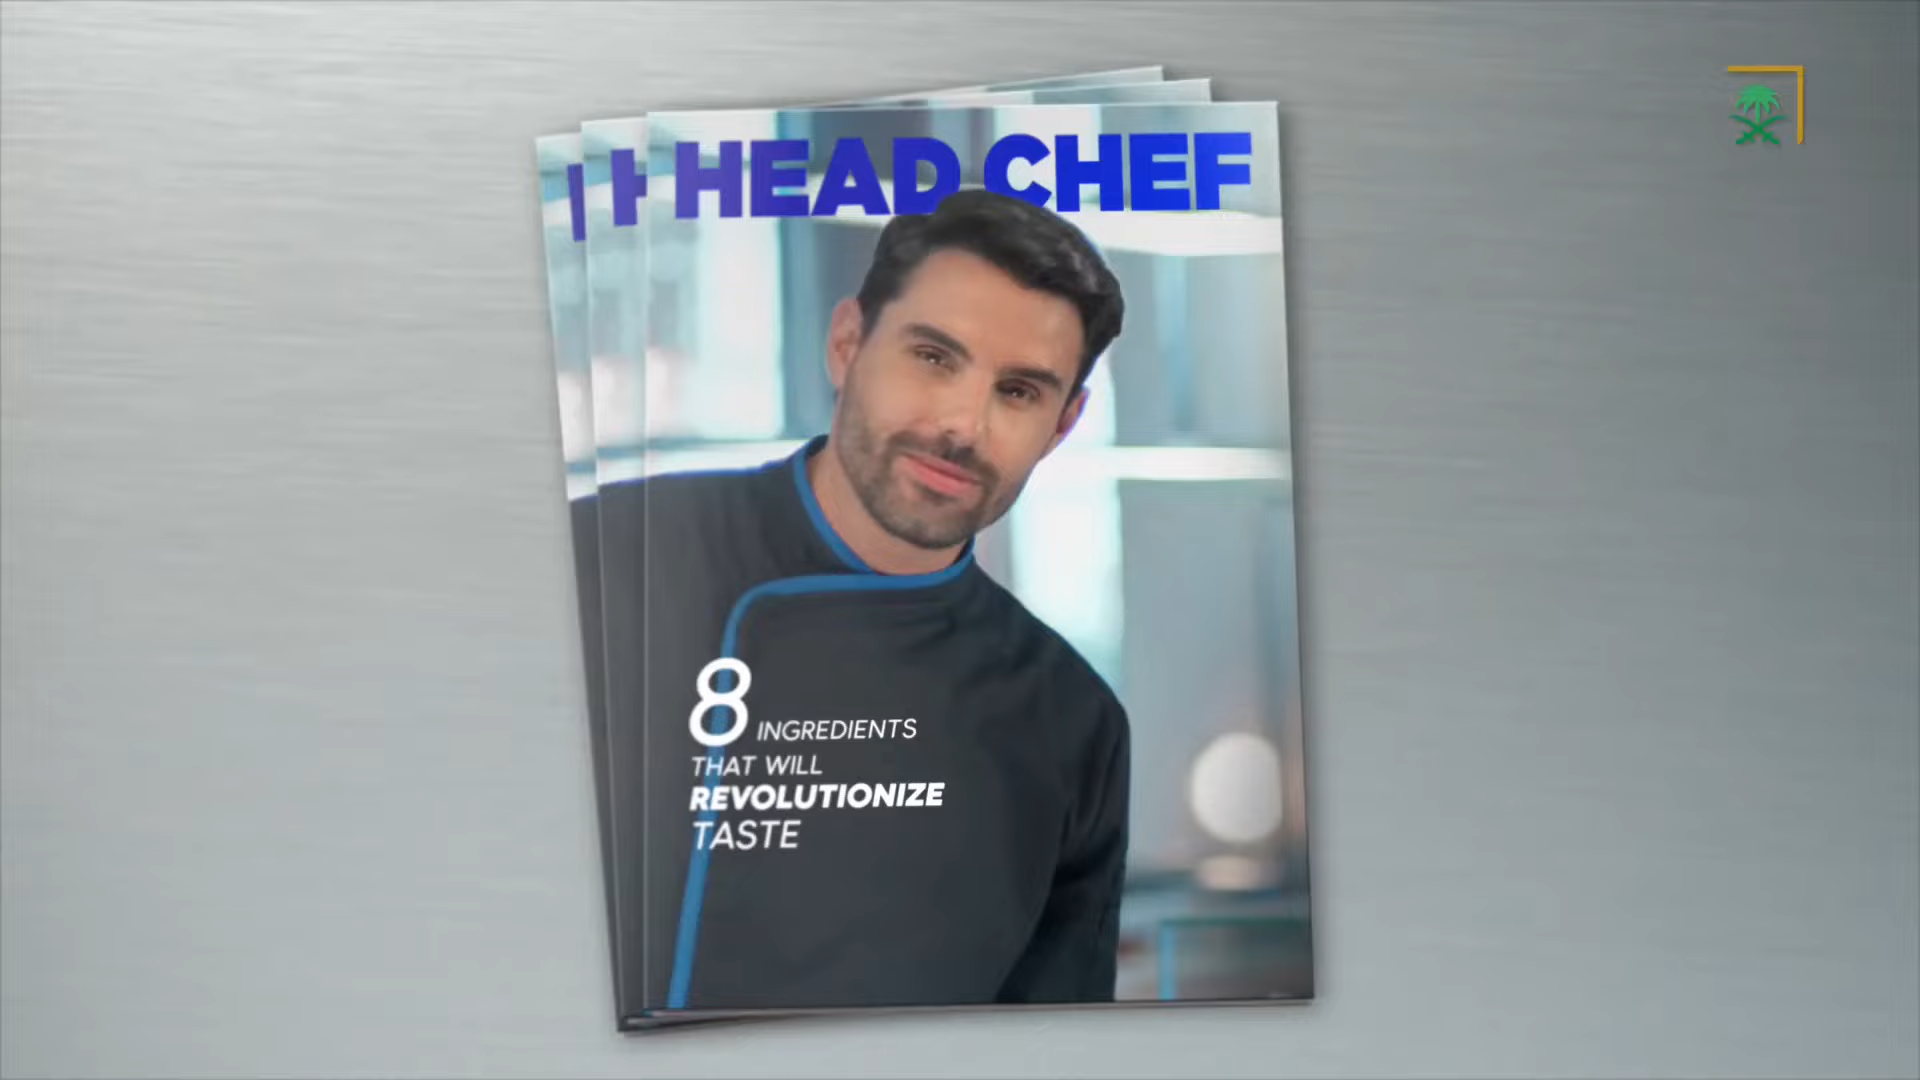 HEAD CHEF
8 INGREDIENTS
THAT WILL
REVOLUTIONIZE
TASTE